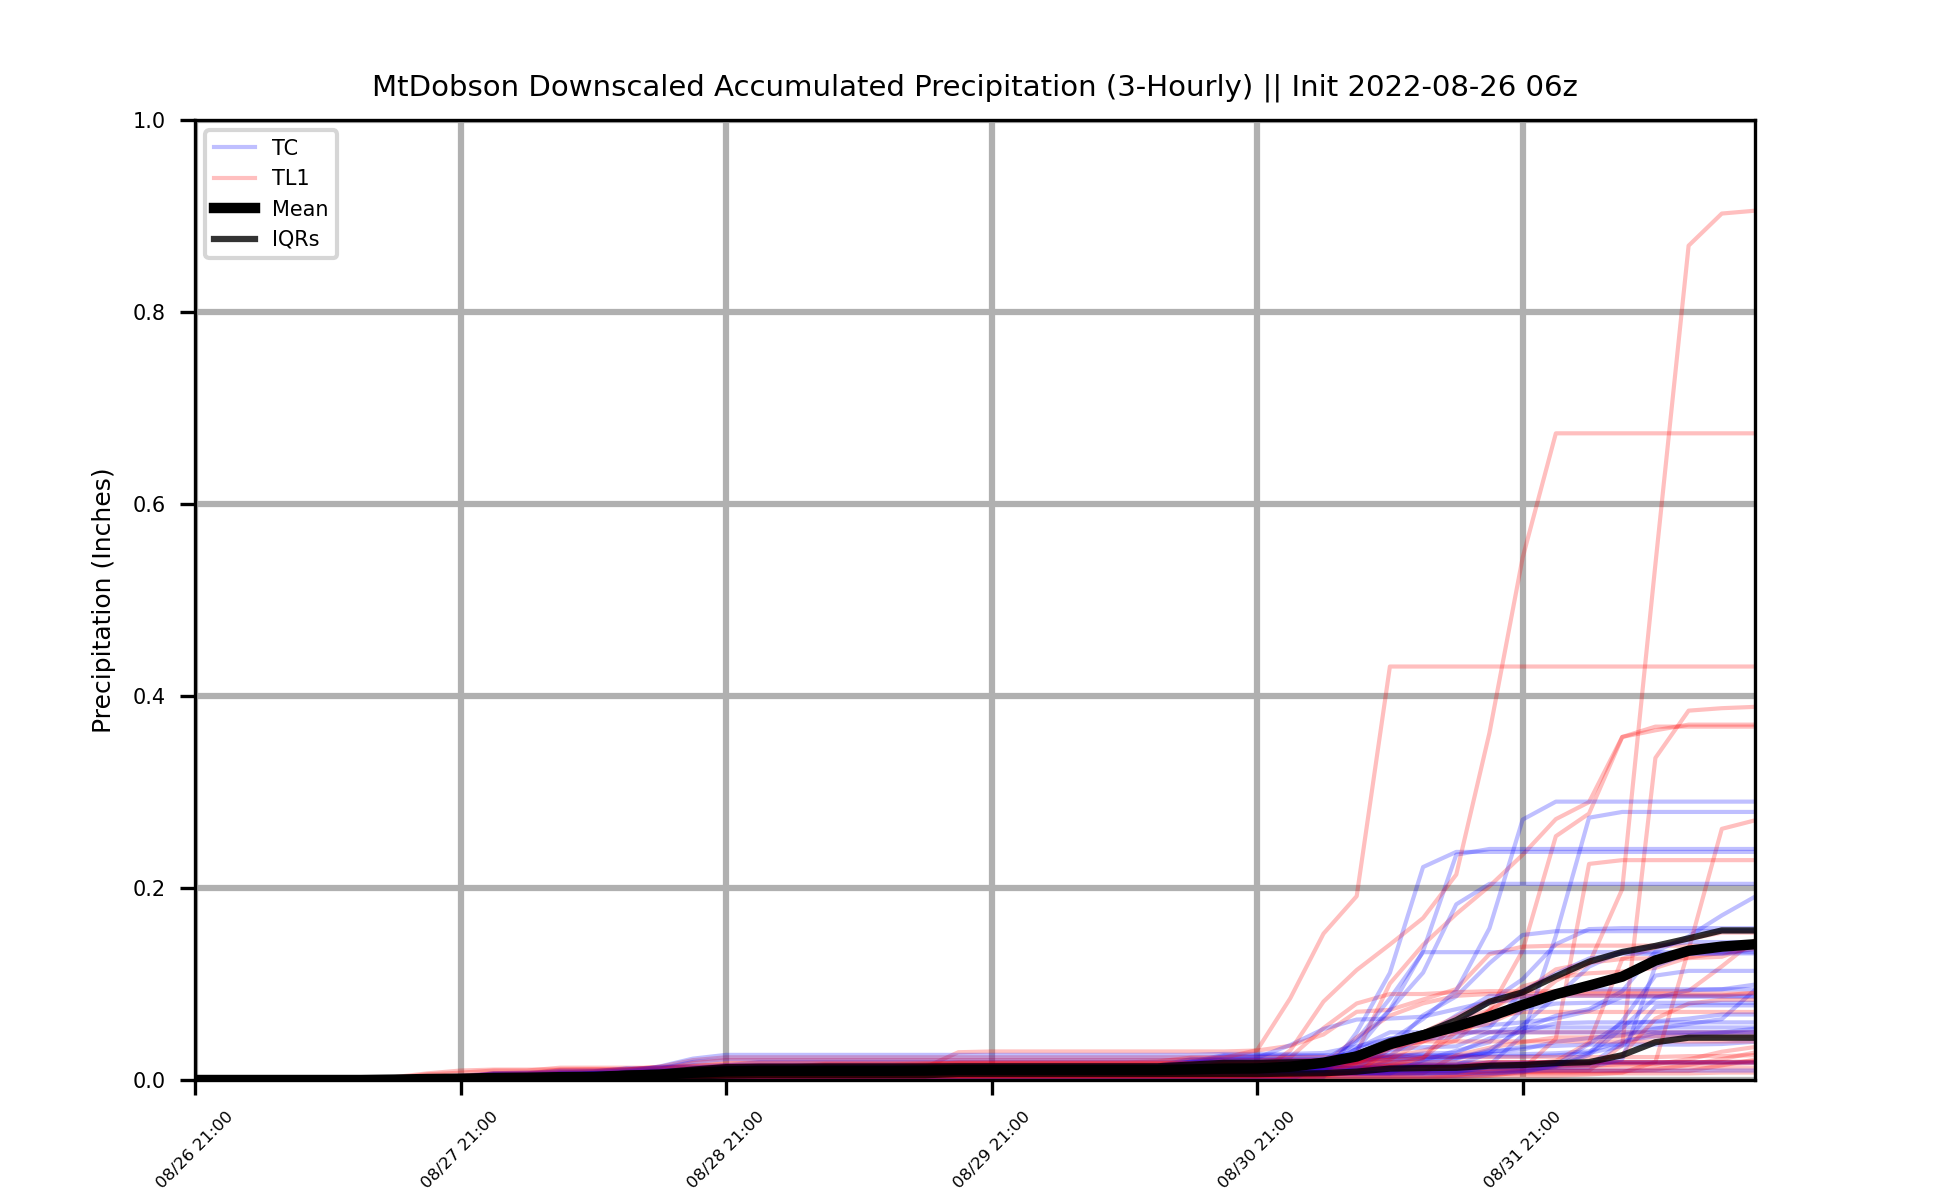 MtDobson Downscaled Accumulated Precipitation (3-Hourly) || Init 2022-08-26 06z
TC
TL1
Mean
IQRs
Precipitation (Inches)
1.0
0.8
0.6
0.4
0.2
0.0
08/26 21:00
08/27 21:00
08/28 21:00
08/29 21:00
08/30 21:00
08/31 21:00